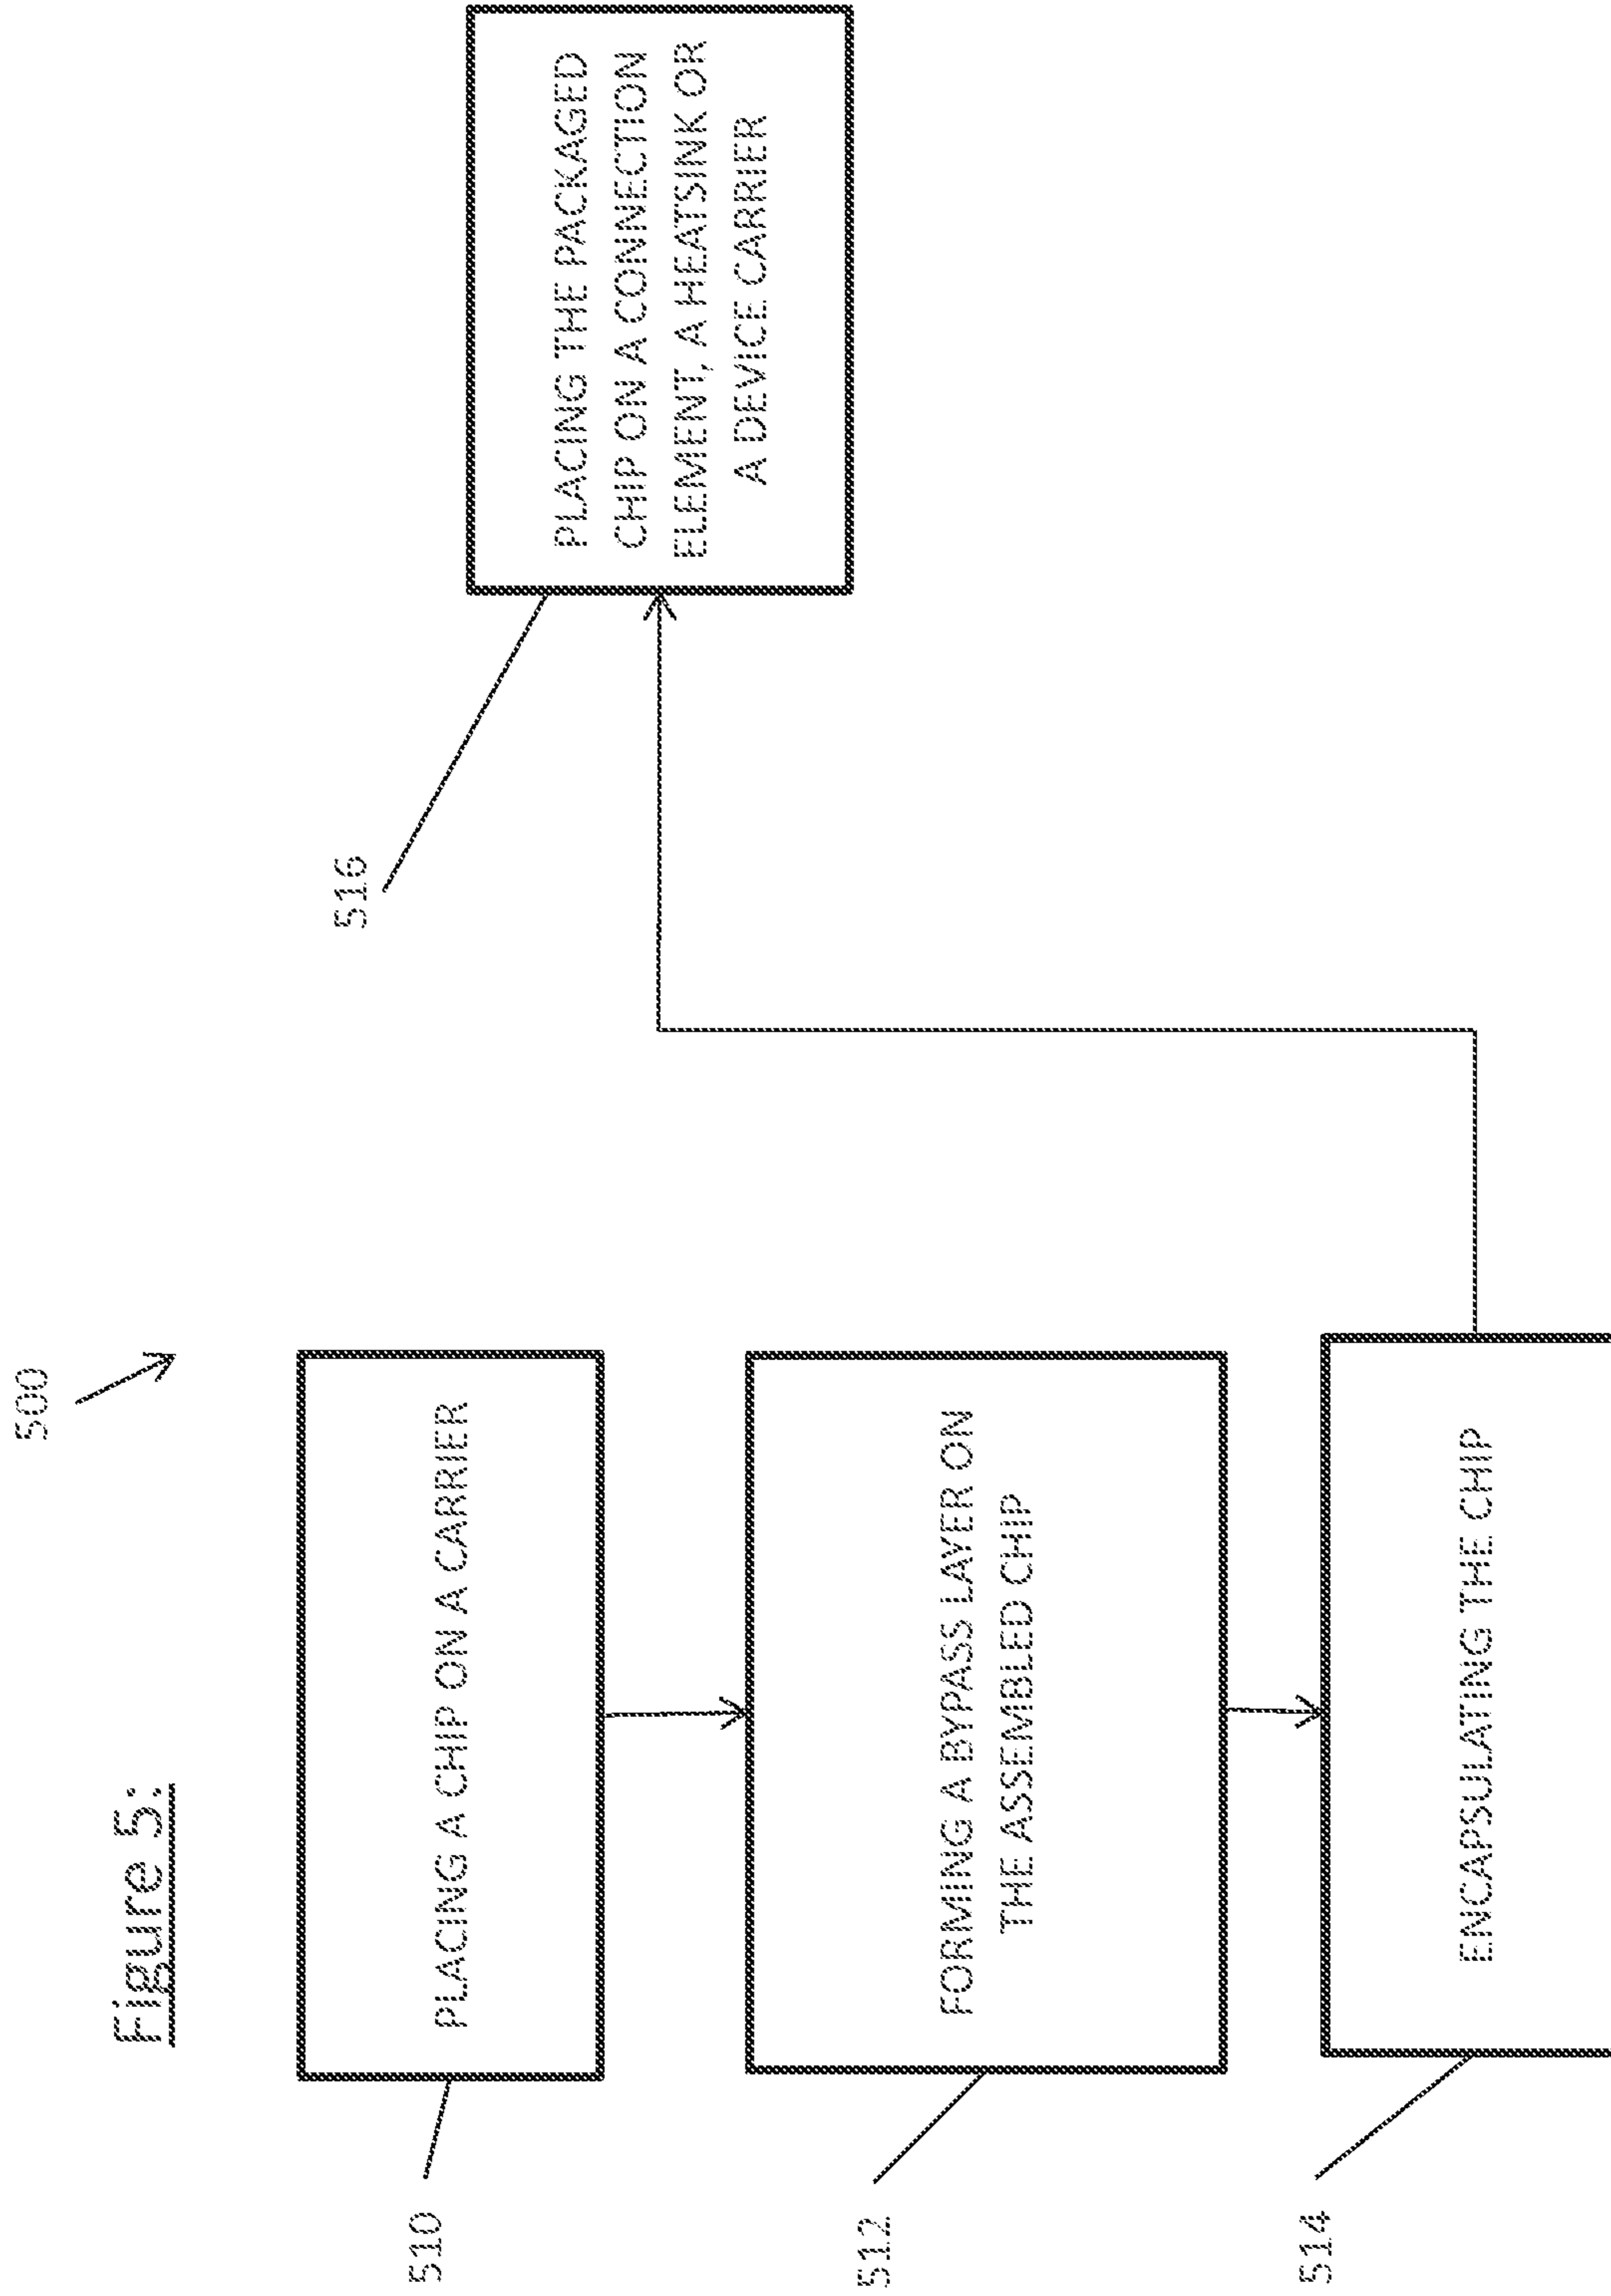 Figure 5:
500
510
PLACING A CHIP ON A CARRIER
512
FORMING A BYPASS LAYER ON
THE ASSEMBLED CHIP
514
ENCAPSULATING THE CHIP
516
PLACING THE PACKAGED
CHIP ON A CONNECTION
ELEMENT, A HEATSINK OR
A DEVICE CARRIER